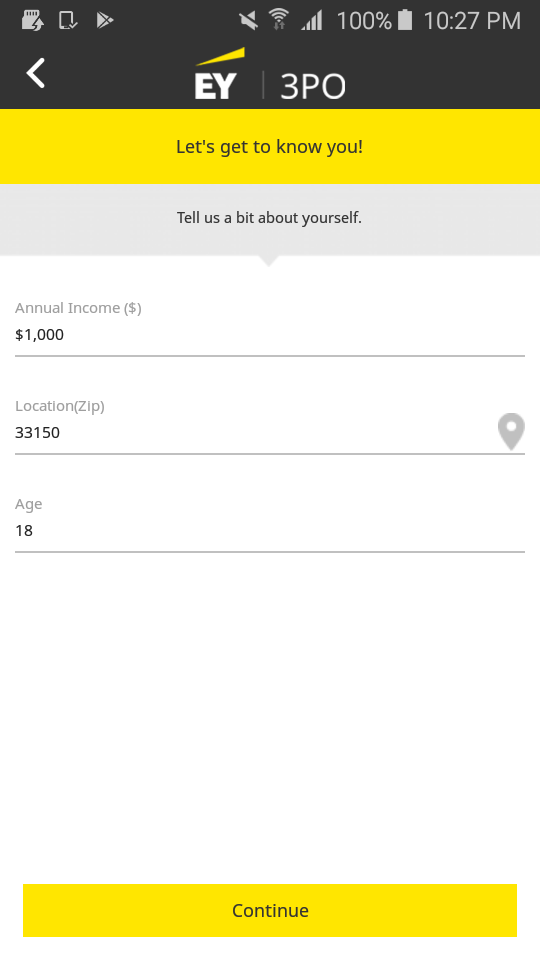 100% 10:27 PM
EY | 3PO
Let's get to know you!
Tell us a bit about yourself.
Annual Income ($)
$1,000
Location(Zip)
33150
Age
18
Continue